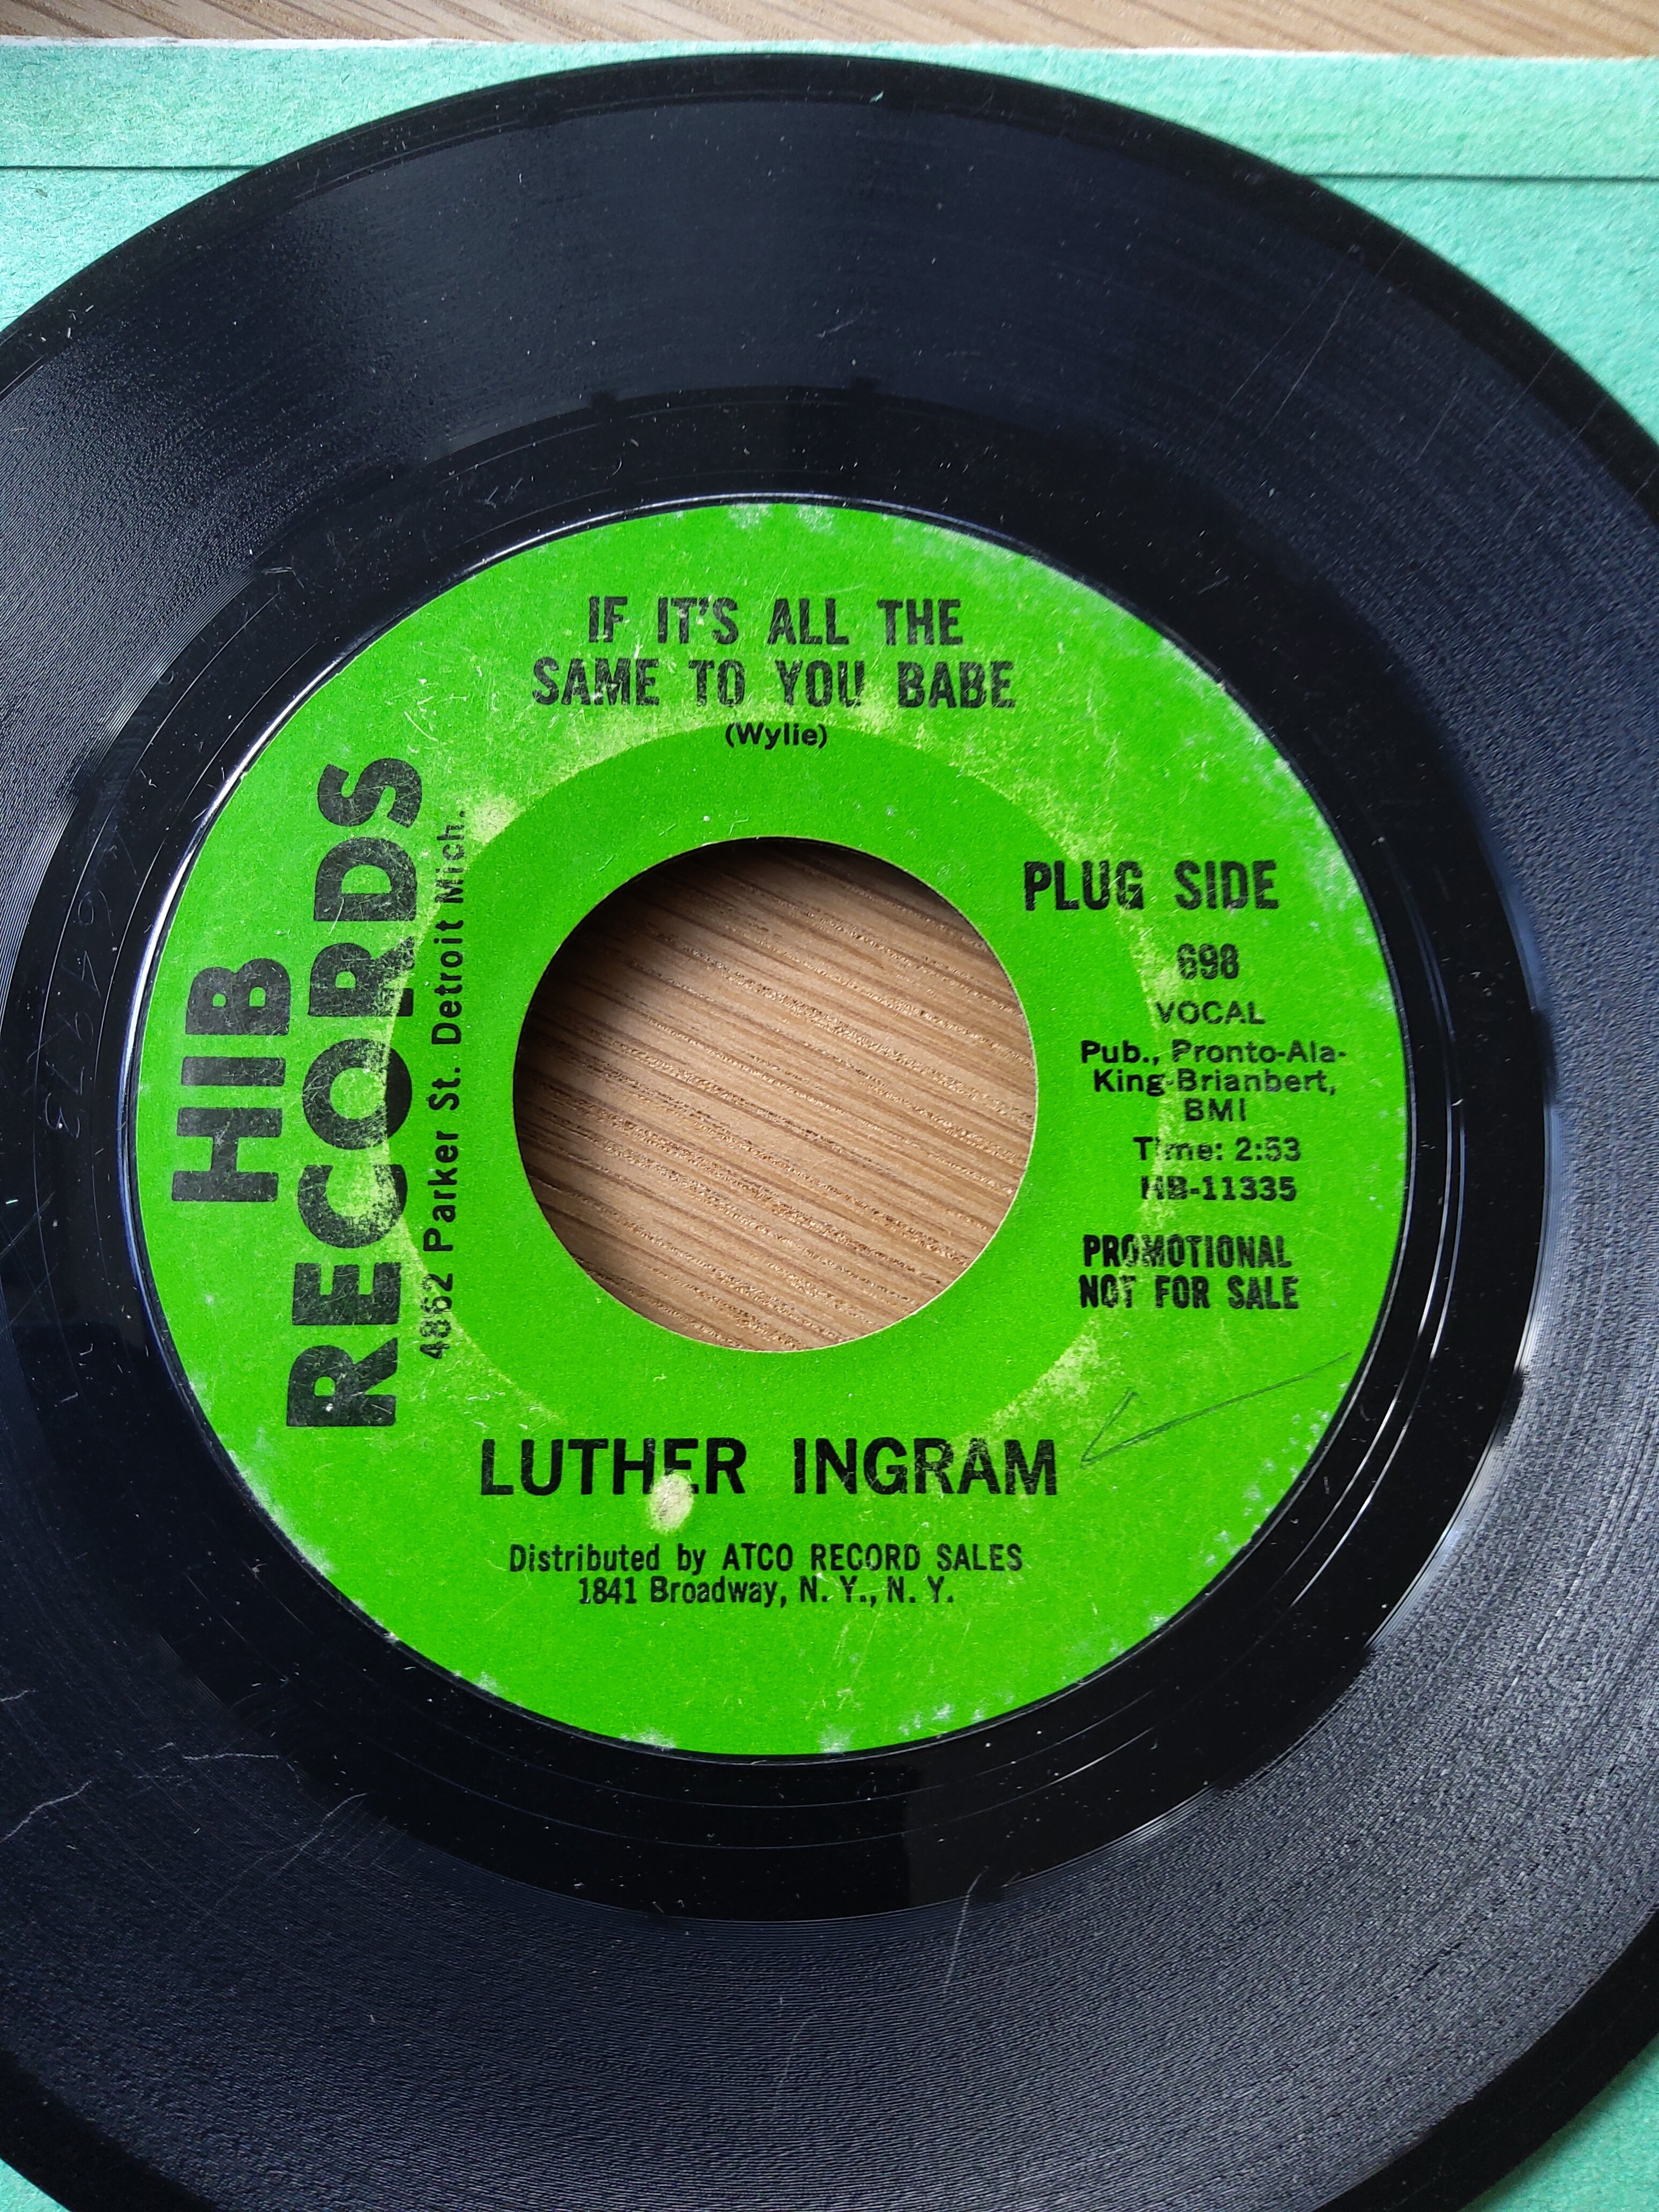 IF IT'S ALL THE
SAME TO YOU BABE
(Wylie)
HIB
RECORDS
4862 Parker St. Detroit Mich.
PLUG SIDE
698
VOCAL
Pub., Pronto-Ala-
King-Brianbert,
BMI
Time: 2:53
HB-11335
PROMOTIONAL
NOT FOR SALE
LUTHER INGRAM
Distributed by ATCO RECORD SALES
1841 Broadway, N. Y., N. Y.